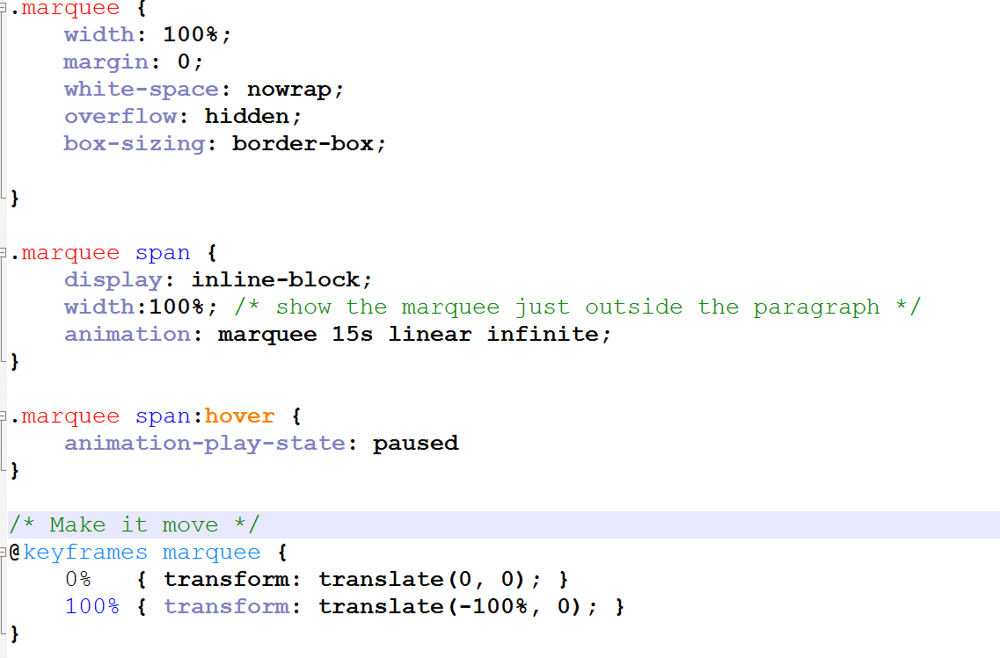 .marquee {
    width: 100%;
    margin: 0;
    white-space: nowrap;
    overflow: hidden;
    box-sizing: border-box;
}
.marquee span {
    display: inline-block;
    width:100%; /* show the marquee just outside the paragraph */
    animation: marquee 15s linear infinite;
}
.marquee span:hover {
    animation-play-state: paused
}
/* Make it move */
@keyframes marquee {
    0%   { transform: translate(0, 0); }
    100% { transform: translate(-100%, 0); }
}